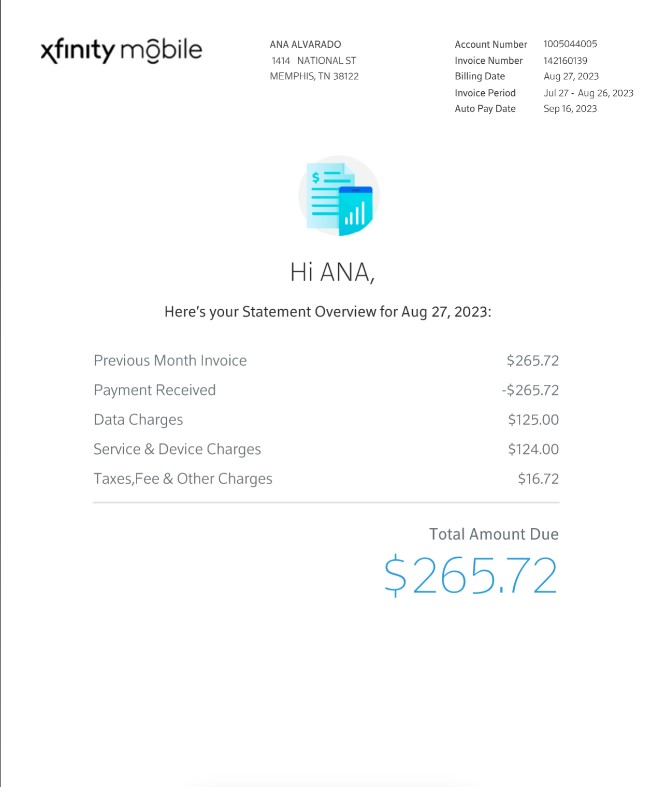 xfinity mobile
ANA ALVARADO
1414 NATIONAL ST
MEMPHIS, TN 38122
Account Number 1005044005
Invoice Number 142160139
Billing Date Aug 27, 2023
Invoice Period Jul 27 - Aug 26, 2023
Auto Pay Date Sep 16, 2023
$
Hi ANA,
Here's your Statement Overview for Aug 27, 2023:
Previous Month Invoice $265.72
Payment Received -$265.72
Data Charges $125.00
Service & Device Charges $124.00
Taxes,Fee & Other Charges $16.72
Total Amount Due
$265.72